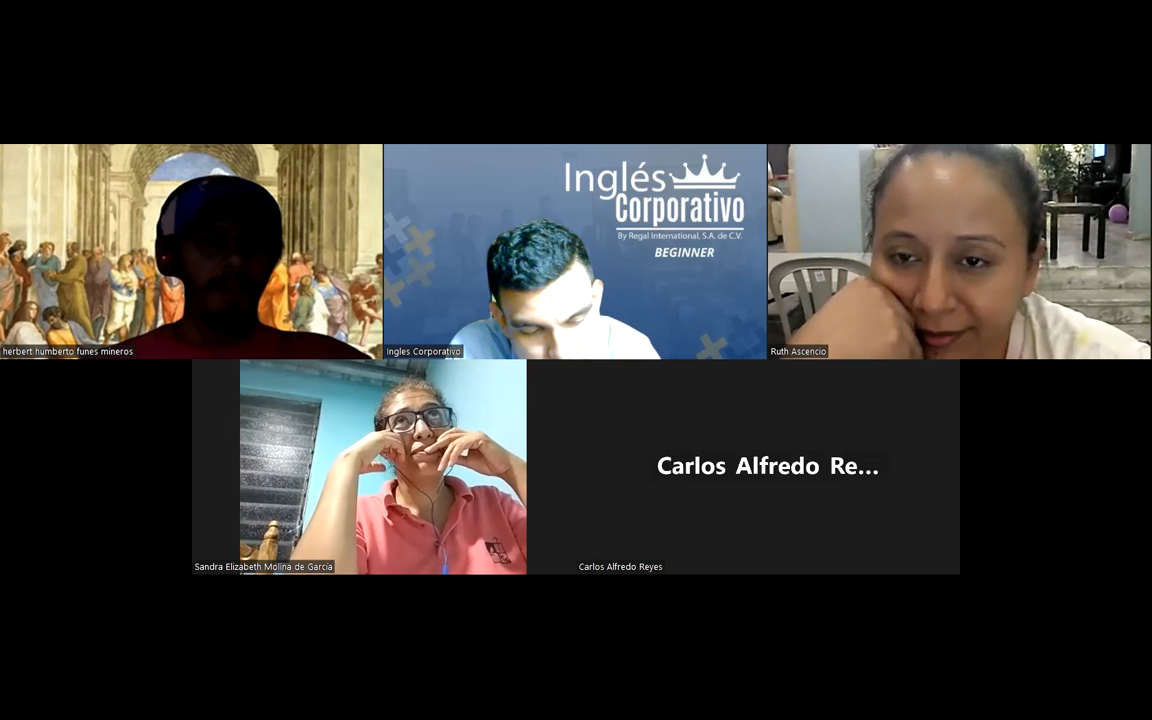 Inglés
Corporativo
By Regal International, S.A. de C.V.
BEGINNER
herbert humberto funes mineros
Ingles Corporativo
Ruth Ascencio
Carlos Alfredo Re...
Sandra Elizabeth Molina de García
Carlos Alfredo Reyes